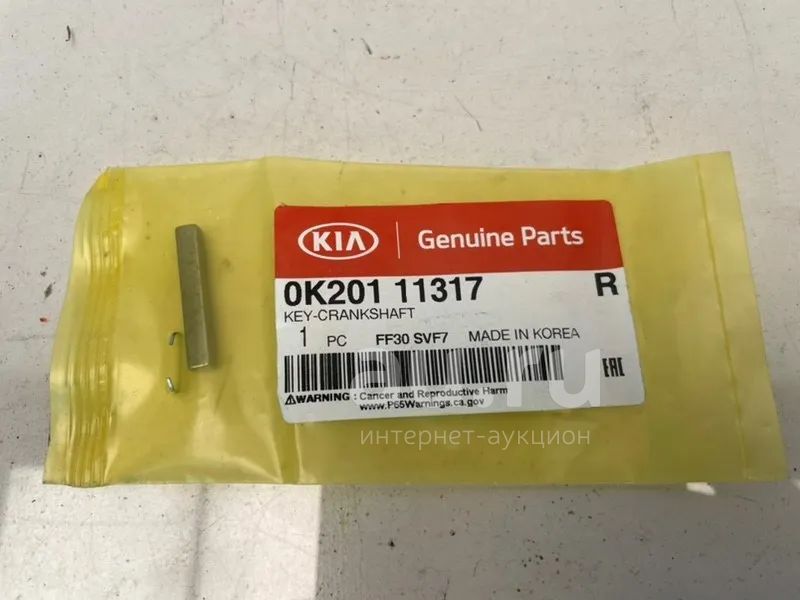 KIA Genuine Parts
0K201 11317 R
KEY-CRANKSHAFT
1 PC FF30 SVF7 MADE IN KOREA
EAC
WARNING : Cancer and Reproductive Harm
www.P65Warnings.ca.gov
интернет-аукцион